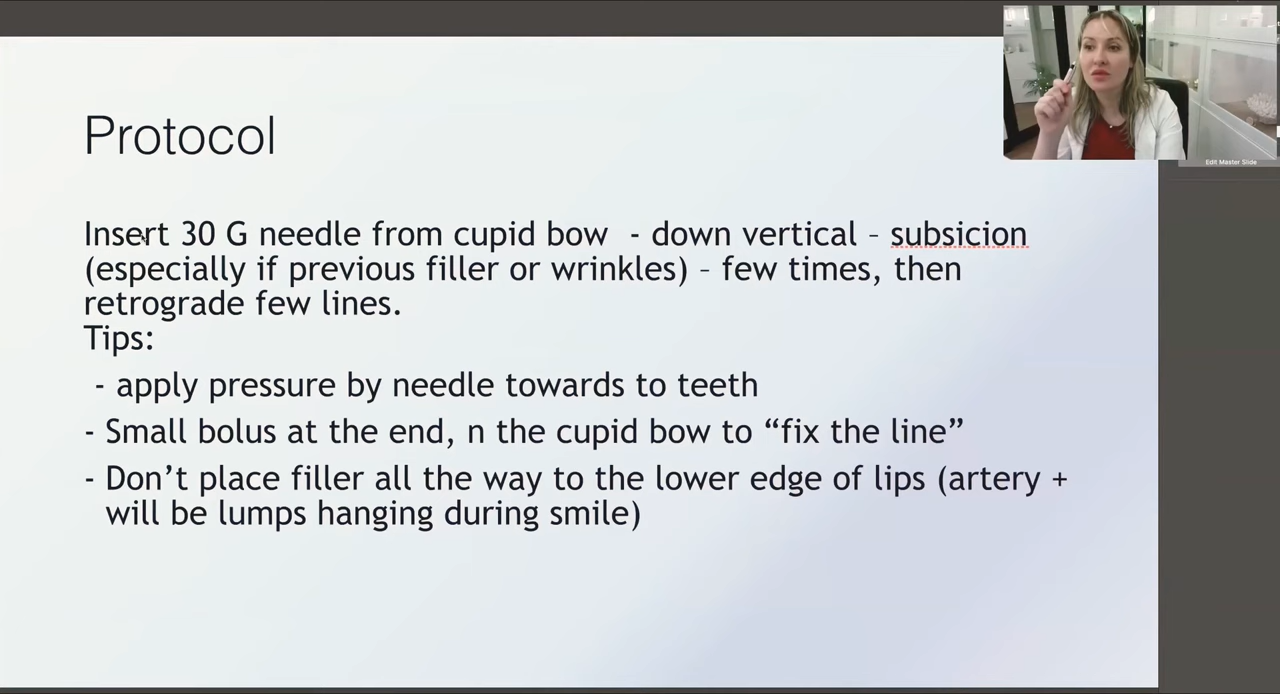 Edit Master Slide
Protocol
Insert 30 G needle from cupid bow - down vertical – subsicion
(especially if previous filler or wrinkles) – few times, then
retrograde few lines.
Tips:
- apply pressure by needle towards to teeth
- Small bolus at the end, n the cupid bow to “fix the line”
- Don’t place filler all the way to the lower edge of lips (artery +
will be lumps hanging during smile)